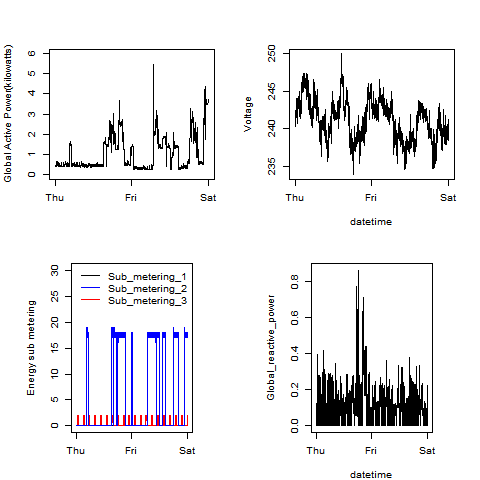 Global Active Power(kilowatts)
0 1 2 3 4 5 6
Thu Fri Sat
Voltage
235 240 245 250
Thu Fri Sat
datetime
Energy sub metering
0 5 10 15 20 25 30
Sub_metering_1
Sub_metering_2
Sub_metering_3
Thu Fri Sat
Global_reactive_power
0.0 0.2 0.4 0.6 0.8
Thu Fri Sat
datetime